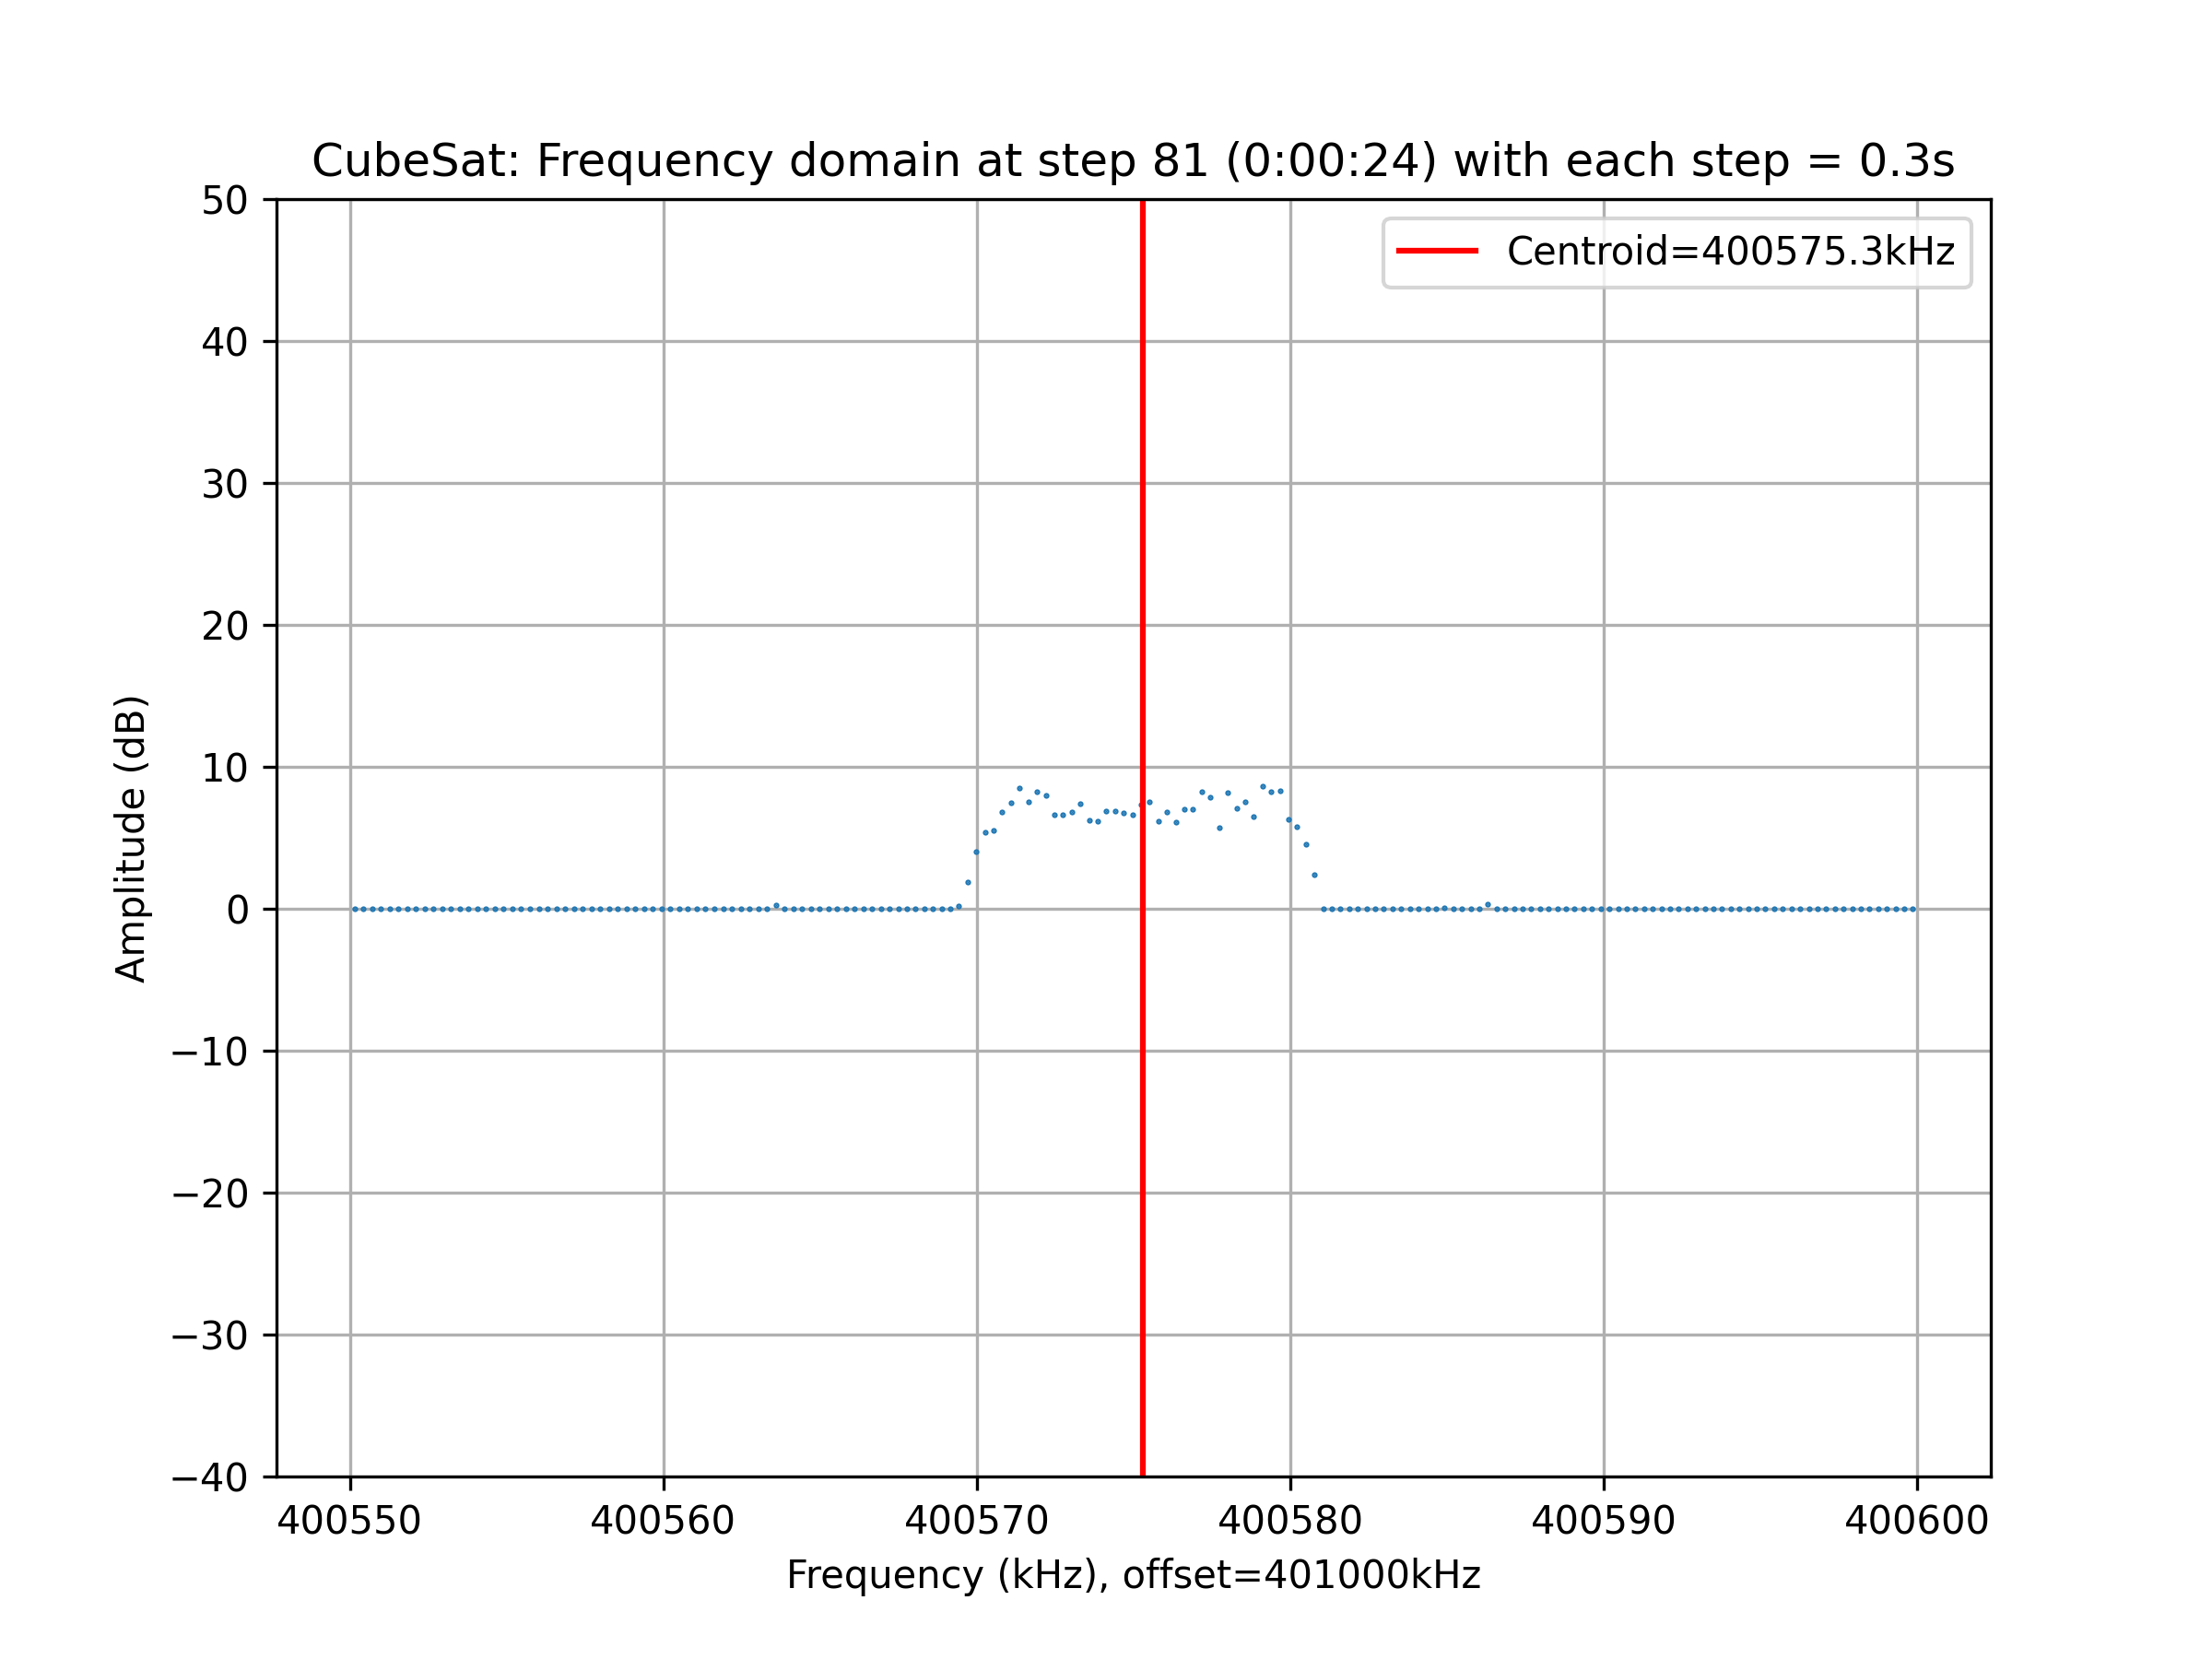 CubeSat: Frequency domain at step 81 (0:00:24) with each step = 0.3s
Centroid=400575.3kHz
50
40
30
20
10
0
−10
−20
−30
−40
Amplitude (dB)
400550 400560 400570 400580 400590 400600
Frequency (kHz), offset=401000kHz